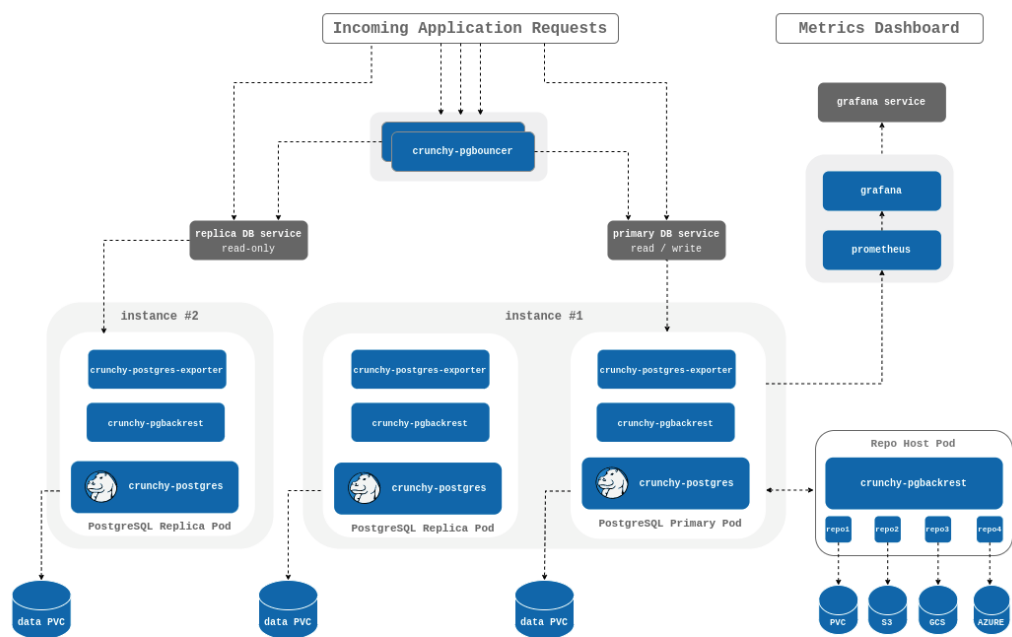 Incoming Application Requests
Metrics Dashboard
grafana service
crunchy-pgbouncer
grafana
replica DB service
read-only
primary DB service
read / write
prometheus
instance #2
instance #1
crunchy-postgres-exporter
crunchy-postgres-exporter
crunchy-postgres-exporter
crunchy-pgbackrest
crunchy-pgbackrest
crunchy-pgbackrest
crunchy-postgres
crunchy-postgres
crunchy-postgres
PostgreSQL Replica Pod
PostgreSQL Replica Pod
PostgreSQL Primary Pod
Repo Host Pod
crunchy-pgbackrest
repo1
repo2
repo3
repo4
data PVC
data PVC
data PVC
PVC
S3
GCS
AZURE